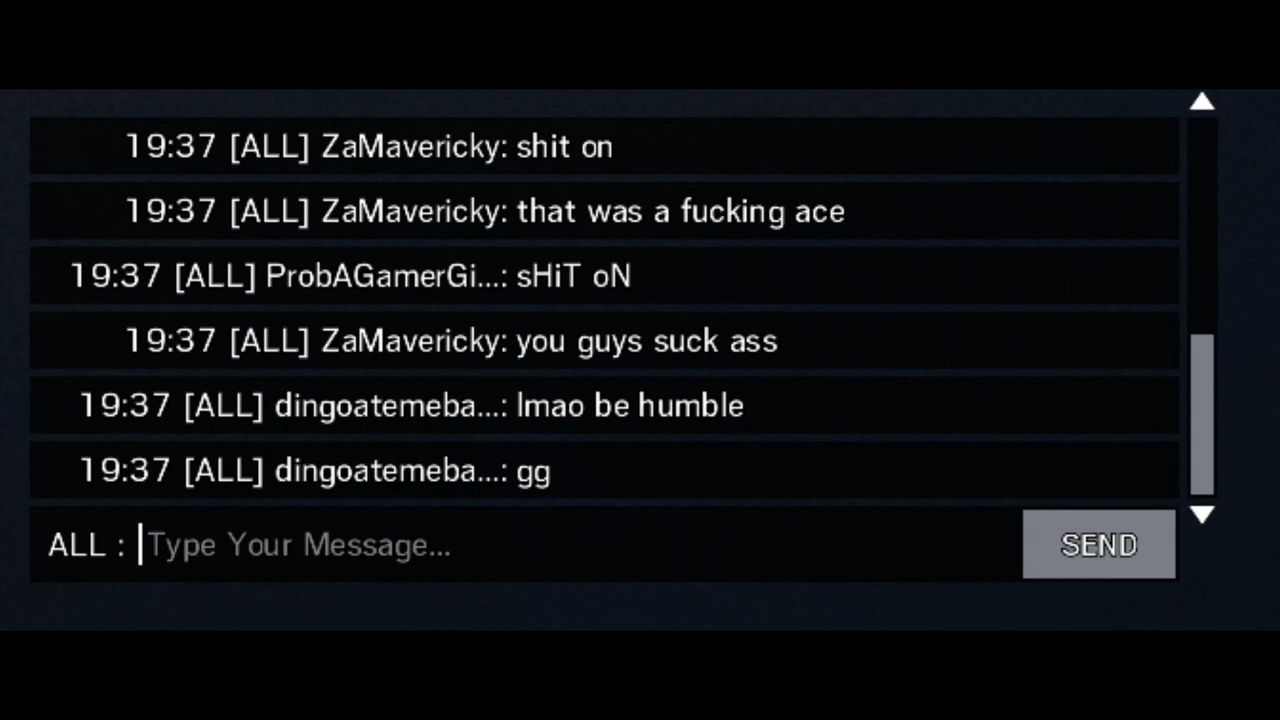 19:37 [ALL] ZaMavericky: shit on
19:37 [ALL] ZaMavericky: that was a fucking ace
19:37 [ALL] ProbAGamerGi...: sHiT oN
19:37 [ALL] ZaMavericky: you guys suck ass
19:37 [ALL] dingoatemeba...: lmao be humble
19:37 [ALL] dingoatemeba...: gg
ALL : Type Your Message... SEND